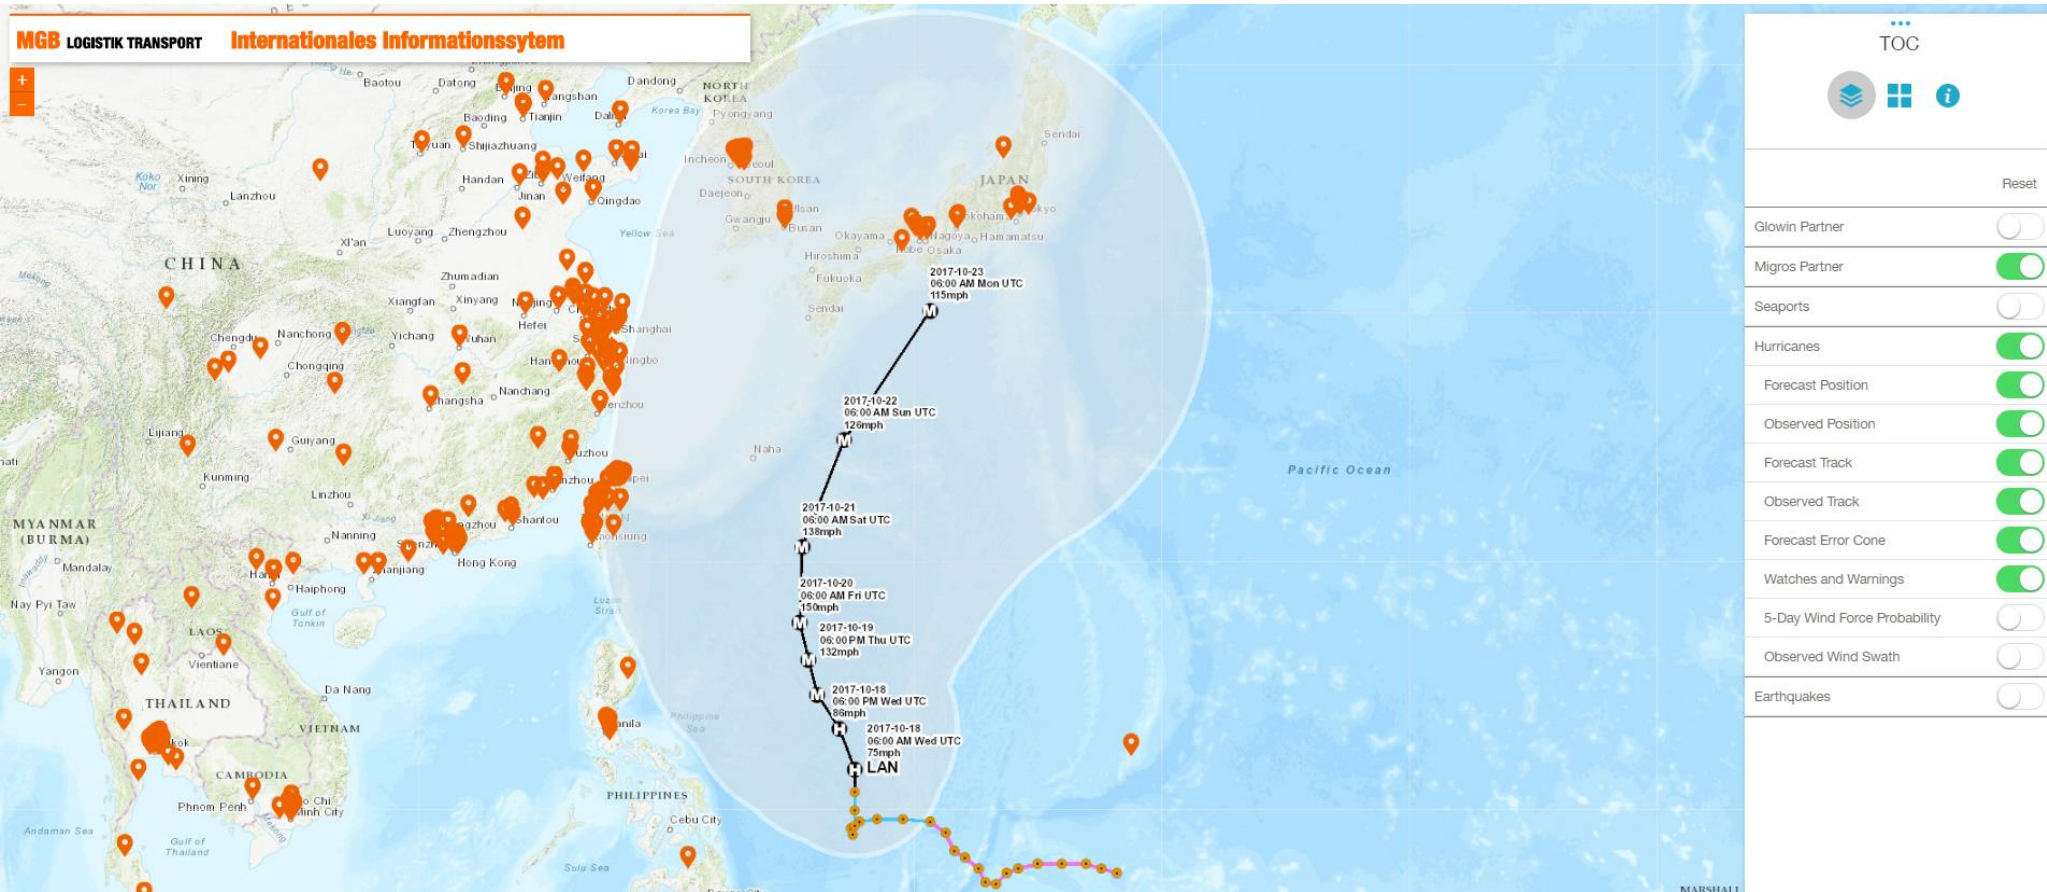 MGB LOGISTIK TRANSPORT Internationales Informationssytem
+
−
Baotou
Datong
Dandong
NORTH
KOREA
Baoding
Tianjin
Korea Bay
Pyongyang
Sendai
Shijiazhuang
Incheon
Koko
Nor
Xining
Lanzhou
Handan
Weifang
Jinan
Qingdao
SOUTH KOREA
JAPAN
Daejeon
Gwangju
Busan
Luoyang
Zhengzhou
Yellow Sea
Okayama
Nagoya
Hamamatsu
Kobe
Osaka
Xi'an
Hiroshima
Fukuoka
CHINA
Mekong
Zhumadian
Xiangfan
Xinyang
Hefei
Shanghai
Sendai
2017-10-23
06:00 AM Mon UTC
115mph
M
Chengdu
Nanchong
Yichang
Chongqing
Nanchang
2017-10-22
06:00 AM Sun UTC
126mph
M
Lijiang
Guiyang
Naha
Pacific Ocean
Kunming
Linzhou
Xi Jiang
Shantou
2017-10-21
06:00 AM Sat UTC
138mph
M
MYANMAR
(BURMA)
Nanning
Mandalay
Hong Kong
Haiphong
Nay Pyi Taw
Gulf of
Tonkin
2017-10-20
06:00 AM Fri UTC
150mph
M
LAOS
Vientiane
2017-10-19
06:00 PM Thu UTC
132mph
M
Yangon
Da Nang
2017-10-18
06:00 PM Wed UTC
86mph
M
THAILAND
VIETNAM
Philippine
Sea
2017-10-18
06:00 AM Wed UTC
75mph
H
H LAN
CAMBODIA
Phnom Penh
PHILIPPINES
Cebu City
Andaman Sea
Gulf of
Thailand
Mekong
Sulu Sea
MARSHALL
TOC
i
Reset
Glowin Partner
Migros Partner
Seaports
Hurricanes
Forecast Position
Observed Position
Forecast Track
Observed Track
Forecast Error Cone
Watches and Warnings
5-Day Wind Force Probability
Observed Wind Swath
Earthquakes